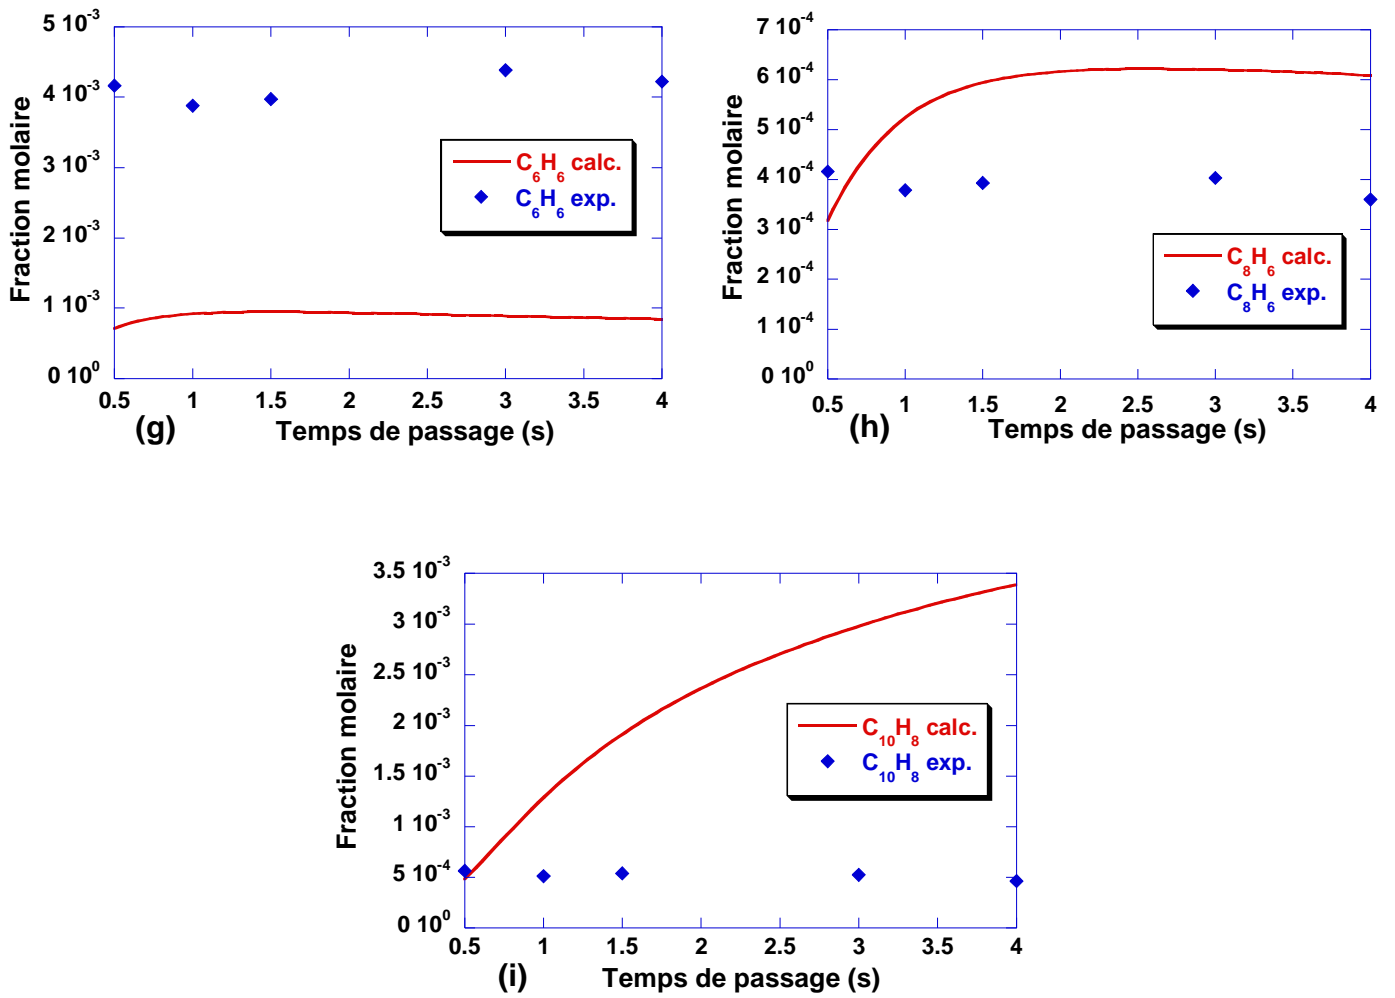 5 10-3
4 10-3
3 10-3
2 10-3
1 10-3
0 100
Fraction molaire
C6H6 calc.
C6H6 exp.
0.5 1 1.5 2 2.5 3 3.5 4
(g) Temps de passage (s)
7 10-4
6 10-4
5 10-4
4 10-4
3 10-4
2 10-4
1 10-4
0 100
Fraction molaire
C8H6 calc.
C8H6 exp.
0.5 1 1.5 2 2.5 3 3.5 4
(h) Temps de passage (s)
3.5 10-3
3 10-3
2.5 10-3
2 10-3
1.5 10-3
1 10-3
5 10-4
0 100
Fraction molaire
C10H8 calc.
C10H8 exp.
0.5 1 1.5 2 2.5 3 3.5 4
(i) Temps de passage (s)